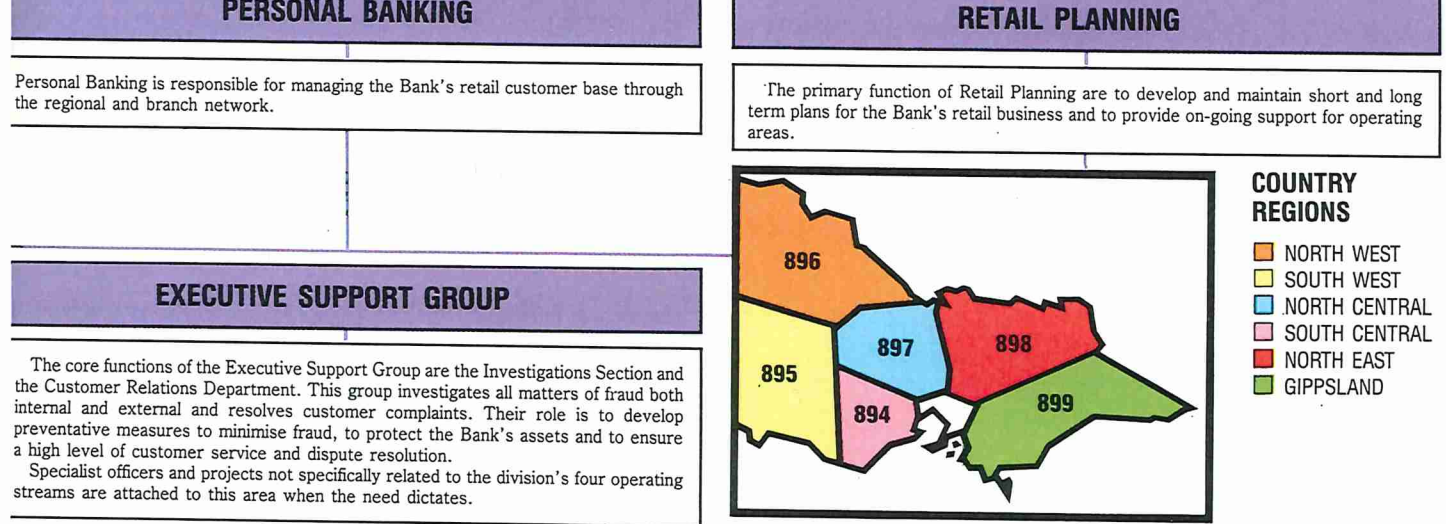 PERSONAL BANKING
Personal Banking is responsible for managing the Bank's retail customer base through
the regional and branch network.
EXECUTIVE SUPPORT GROUP
The core functions of the Executive Support Group are the Investigations Section and
the Customer Relations Department. This group investigates all matters of fraud both
internal and external and resolves customer complaints. Their role is to develop
preventative measures to minimise fraud, to protect the Bank's assets and to ensure
a high level of customer service and dispute resolution.
Specialist officers and projects not specifically related to the division's four operating
streams are attached to this area when the need dictates.
RETAIL PLANNING
The primary function of Retail Planning are to develop and maintain short and long
term plans for the Bank's retail business and to provide on-going support for operating
areas.
896
895
897
898
894
899
COUNTRY
REGIONS
NORTH WEST
SOUTH WEST
NORTH CENTRAL
SOUTH CENTRAL
NORTH EAST
GIPPSLAND